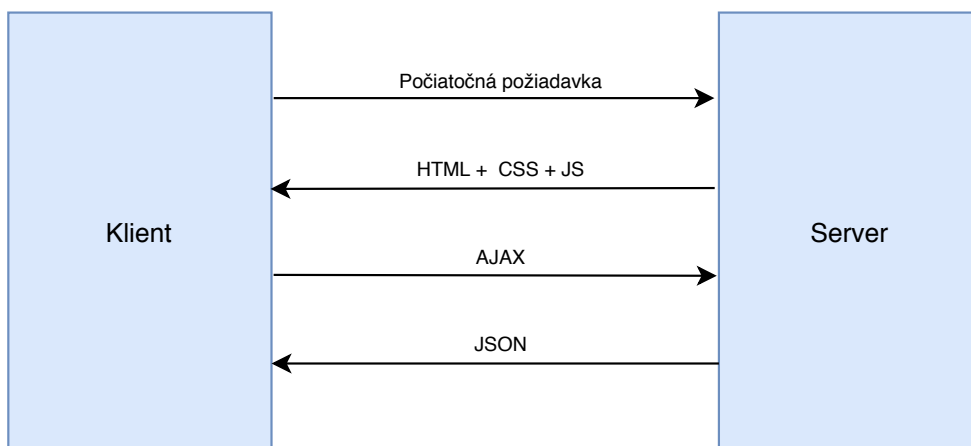 Počiatočná požiadavka
HTML + CSS + JS
Klient
Server
AJAX
JSON